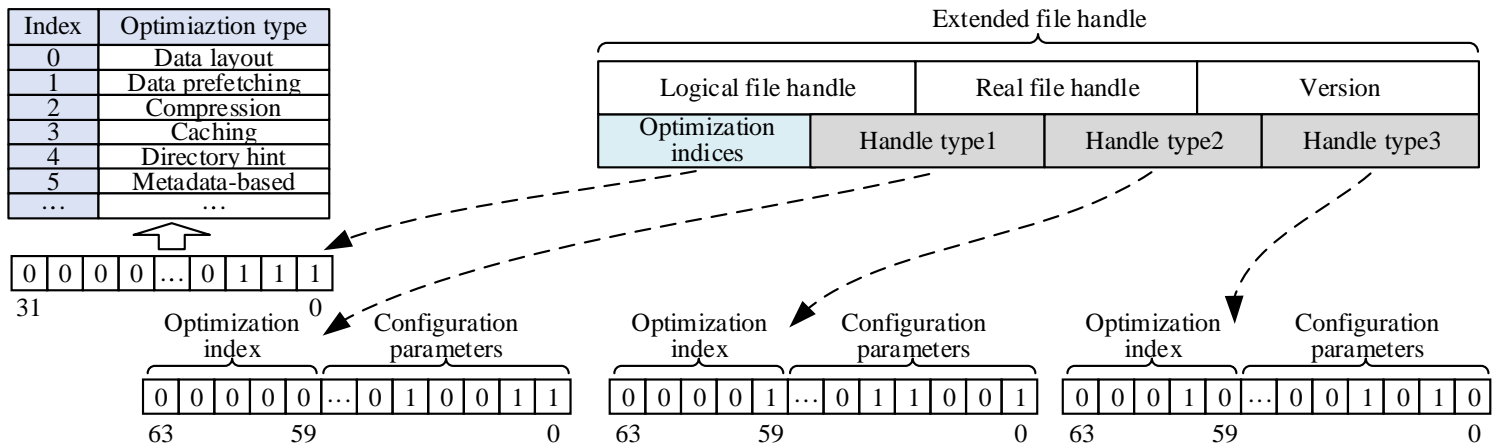 Extended file handle
Index Optimiaztion type
0 Data layout
1 Data prefetching
2 Compression
3 Caching
4 Directory hint
5 Metadata-based
... ...
Logical file handle Real file handle Version
Optimization
indices
Handle type1 Handle type2 Handle type3
0 0 0 0 ... 0 1 1 1
31 0
Optimization
index
Configuration
parameters
0 0 0 0 0 ... 0 1 0 0 1 1
63 59 0
Optimization
index
Configuration
parameters
0 0 0 0 1 ... 0 1 1 0 0 1
63 59 0
Optimization
index
Configuration
parameters
0 0 0 1 0 ... 0 0 1 0 1 0
63 59 0